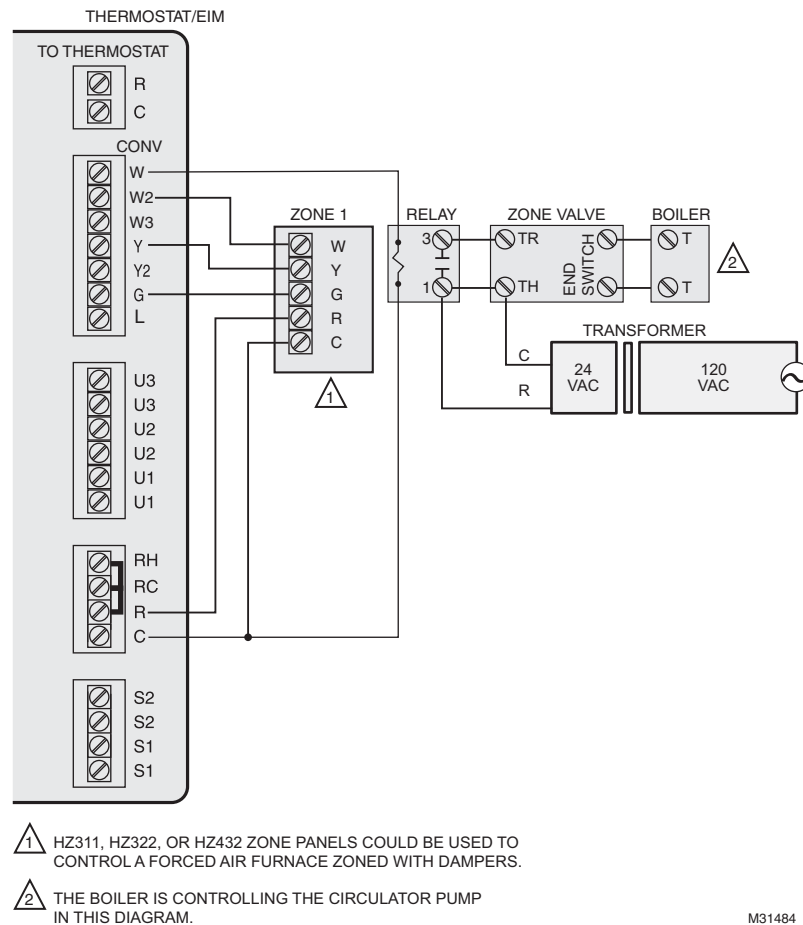 THERMOSTAT/EIM
TO THERMOSTAT
R
C
CONV
W
W2
W3
Y
Y2
G
L
U3
U3
U2
U2
U1
U1
RH
RC
R
C
S2
S2
S1
S1
ZONE 1
W
Y
G
R
C
1
RELAY
3
1
ZONE VALVE
TR
TH
END
SWITCH
BOILER
T
T
2
TRANSFORMER
C
R
24
VAC
120
VAC
1 HZ311, HZ322, OR HZ432 ZONE PANELS COULD BE USED TO
CONTROL A FORCED AIR FURNACE ZONED WITH DAMPERS.
2 THE BOILER IS CONTROLLING THE CIRCULATOR PUMP
IN THIS DIAGRAM.
M31484